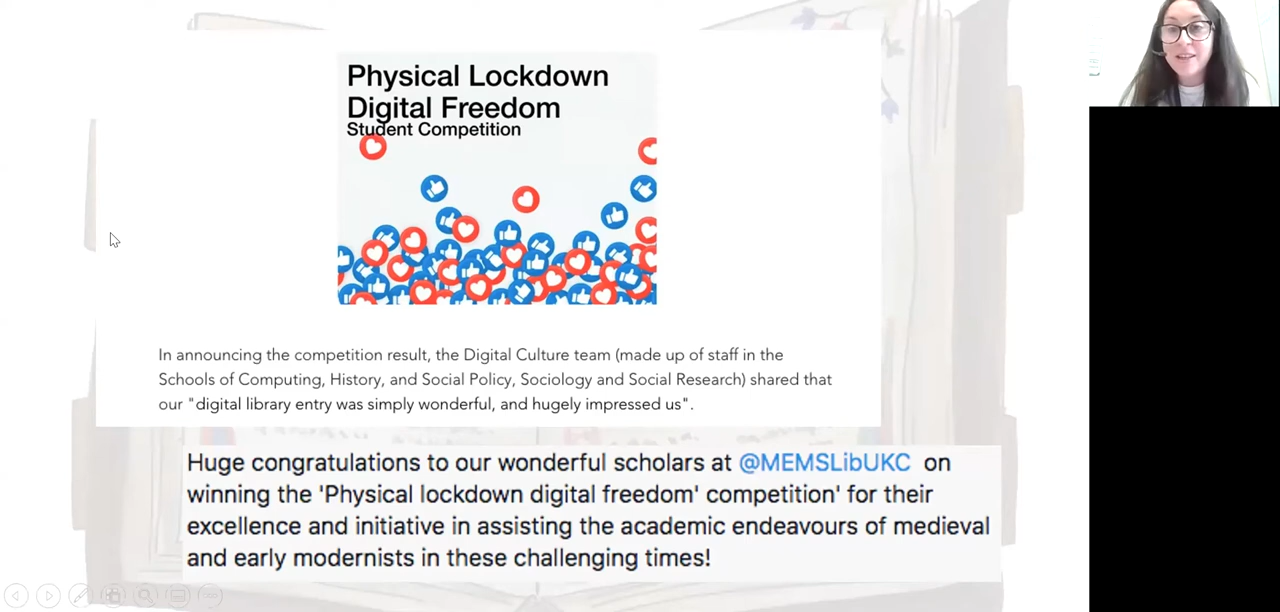 Physical Lockdown
Digital Freedom
Student Competition
In announcing the competition result, the Digital Culture team (made up of staff in the
Schools of Computing, History, and Social Policy, Sociology and Social Research) shared that
our "digital library entry was simply wonderful, and hugely impressed us".
Huge congratulations to our wonderful scholars at @MEMSLibUKC on
winning the 'Physical lockdown digital freedom' competition' for their
excellence and initiative in assisting the academic endeavours of medieval
and early modernists in these challenging times!